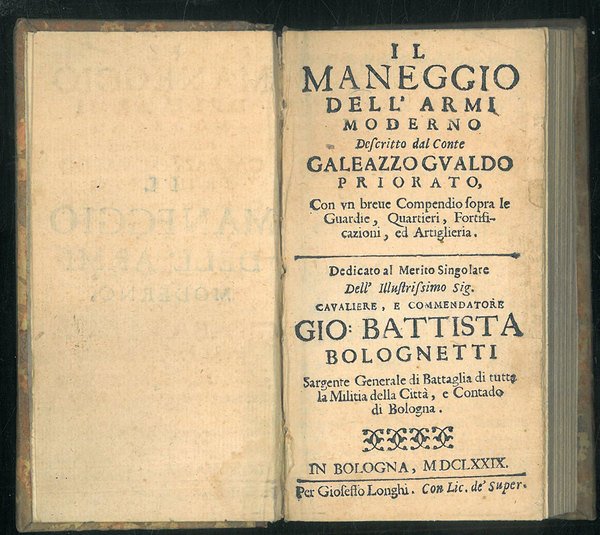 IL
MANEGGIO
DELL' ARMI
MODERNO
Deſcritto dal Conte
GALEAZZO GVALDO
PRIORATO,
Con vn breue Compendio ſopra le
Guardie, Quartieri, Fortifi-
cazioni, ed Artiglieria.
Dedicato al Merito Singolare
Dell' Illuſtriſſimo Sig.
CAVALIERE, E COMMENDATORE
GIO: BATTISTA
BOLOGNETTI
Sargente Generale di Battaglia di tutta
la Militia della Città, e Contado
di Bologna.
IN BOLOGNA, MDCLXXIX.
Per Gioſeffo Longhi. Con Lic. de' Super.